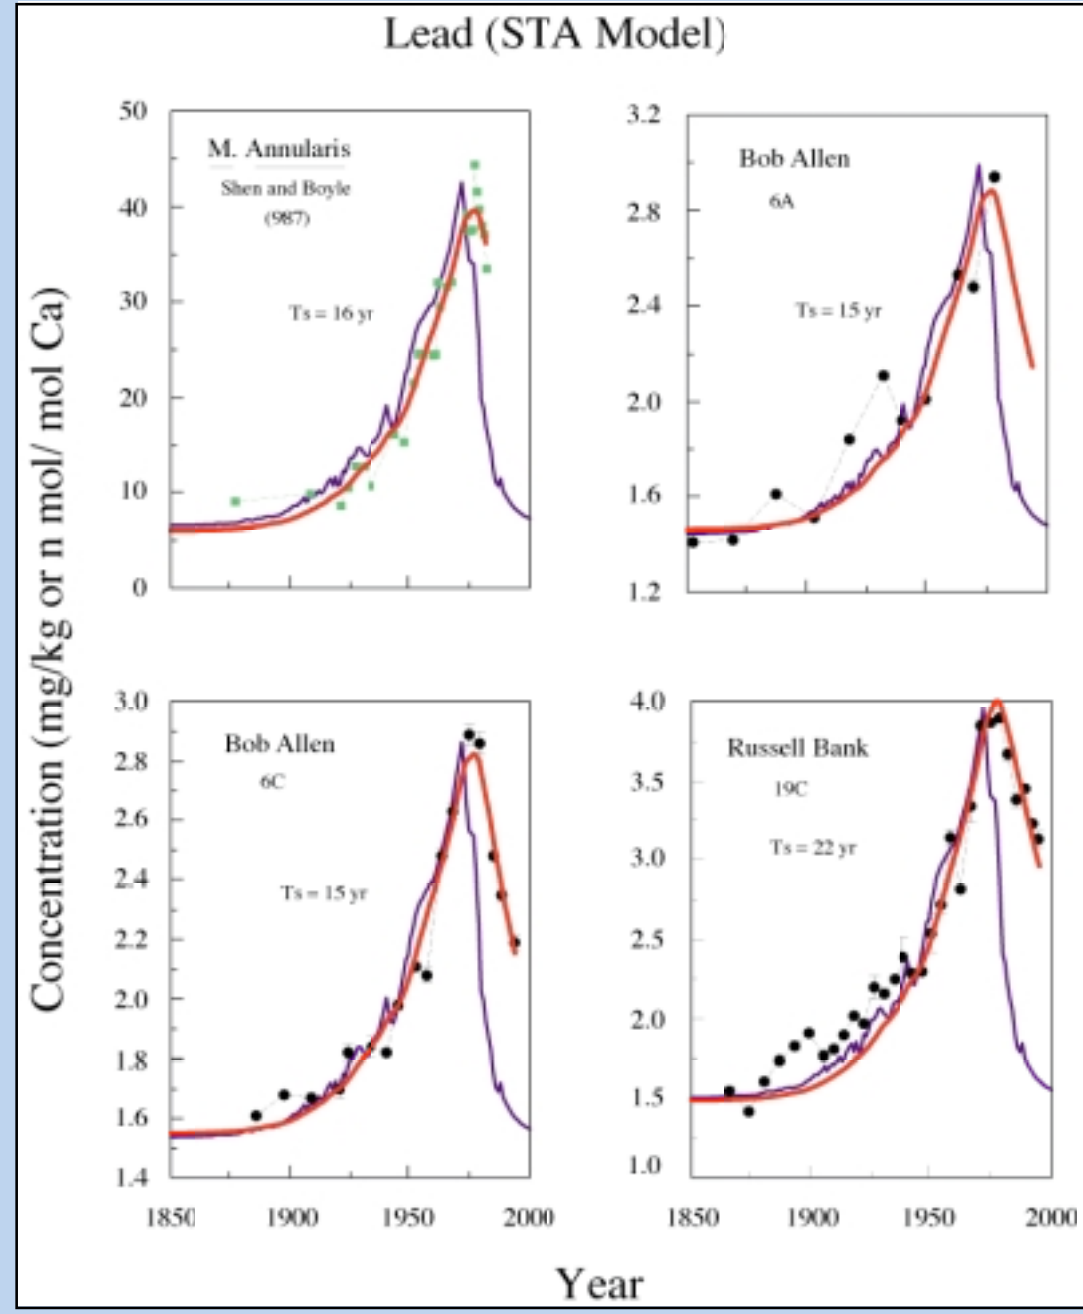 Lead (STA Model)
Concentration (mg/kg or n mol/ mol Ca)
50
40
30
20
10
0
M. Annularis
Shen and Boyle
(987)
Ts = 16 yr
3.2
2.8
2.4
2.0
1.6
1.2
Bob Allen
6A
Ts = 15 yr
3.0
2.8
2.6
2.4
2.2
2.0
1.8
1.6
1.4
Bob Allen
6C
Ts = 15 yr
1850 1900 1950 2000
4.0
3.5
3.0
2.5
2.0
1.5
1.0
Russell Bank
19C
Ts = 22 yr
1850 1900 1950 2000
Year